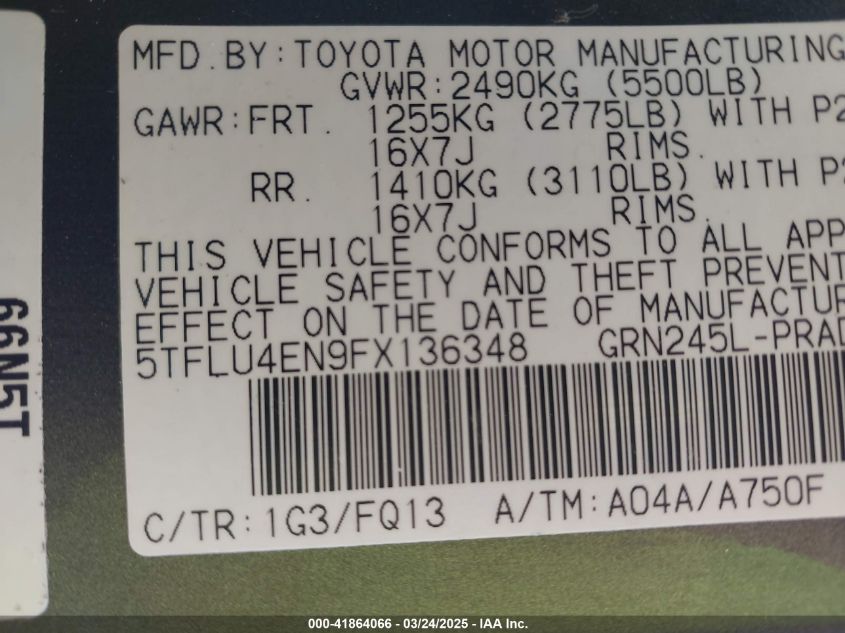 MFD. BY: TOYOTA MOTOR MANUFACTURING
GVWR: 2490KG (5500LB)
GAWR: FRT. 1255KG (2775LB) WITH P2
16X7J RIMS.
RR. 1410KG (3110LB) WITH P2
16X7J RIMS.
THIS VEHICLE CONFORMS TO ALL APP
VEHICLE SAFETY AND THEFT PREVENT
EFFECT ON THE DATE OF MANUFACTUR
5TFLU4EN9FX136348 GRN245L-PRAD
C/TR: 1G3/FQ13 A/TM: A04A/A750F
66N5T
000-41864066 - 03/24/2025 - IAA Inc.